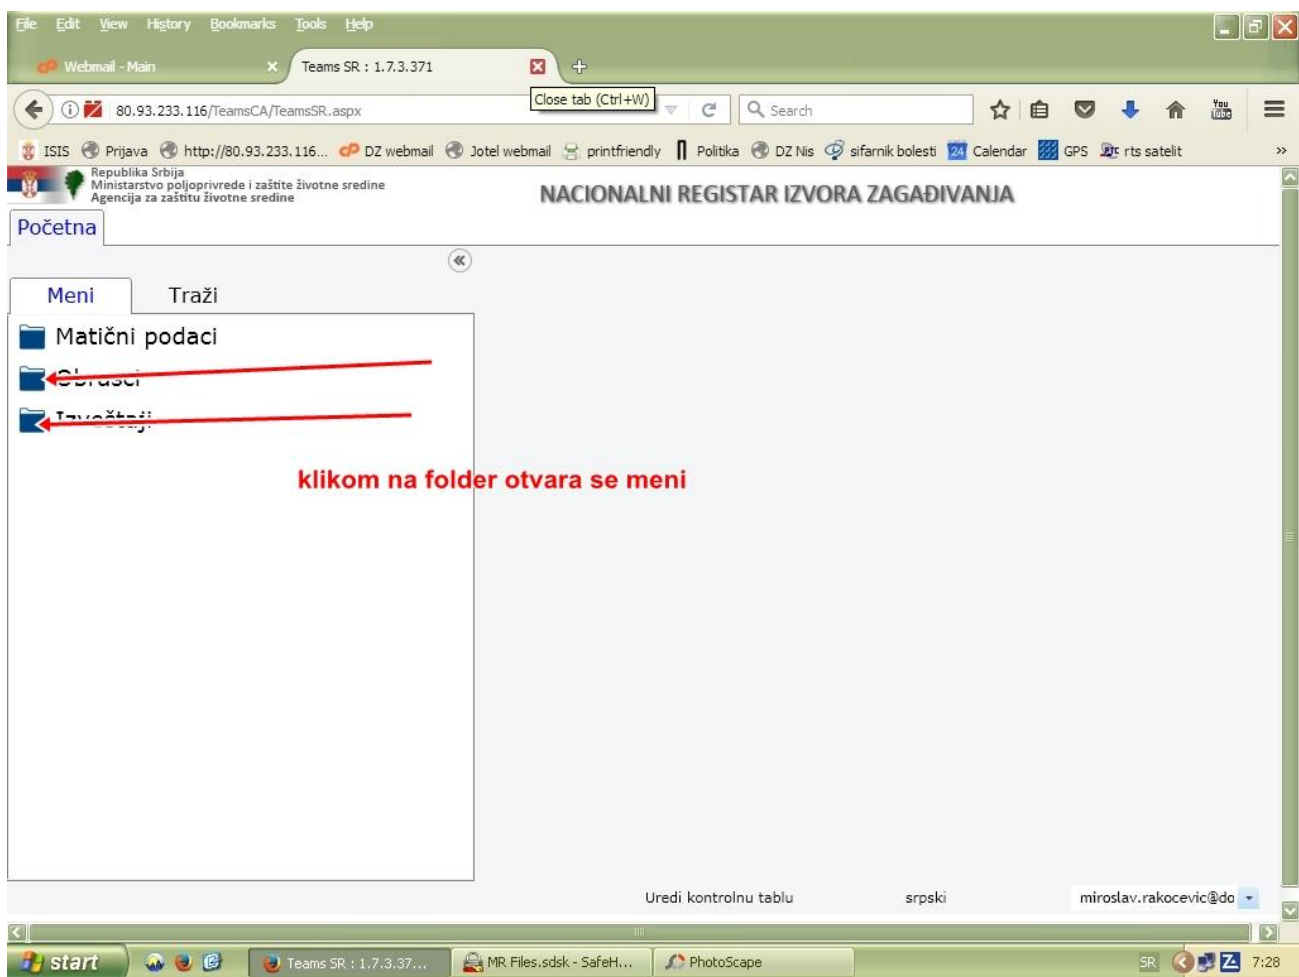 File Edit View History Bookmarks Tools Help
Webmail - Main
Teams SR : 1.7.3.371
Close tab (Ctrl+W)
80.93.233.116/TeamsCA/TeamsSR.aspx
Search
You Tube
ISIS Prijava http://80.93.233.116... DZ webmail Jotel webmail printfriendly Politika DZ Nis sifarnik bolesti 24 Calendar GPS rts satelit
Republika Srbija
Ministarstvo poljoprivrede i zaštite životne sredine
Agencija za zaštitu životne sredine
NACIONALNI REGISTAR IZVORA ZAGAĐIVANJA
Početna
Meni Traži
Matični podaci
Obrasci
Izveštaji
klikom na folder otvara se meni
Uredi kontrolnu tablu srpski miroslav.rakocevic@do
start Teams SR : 1.7.3.37... MR Files.sdsk - SafeH... PhotoScape SR 7:28